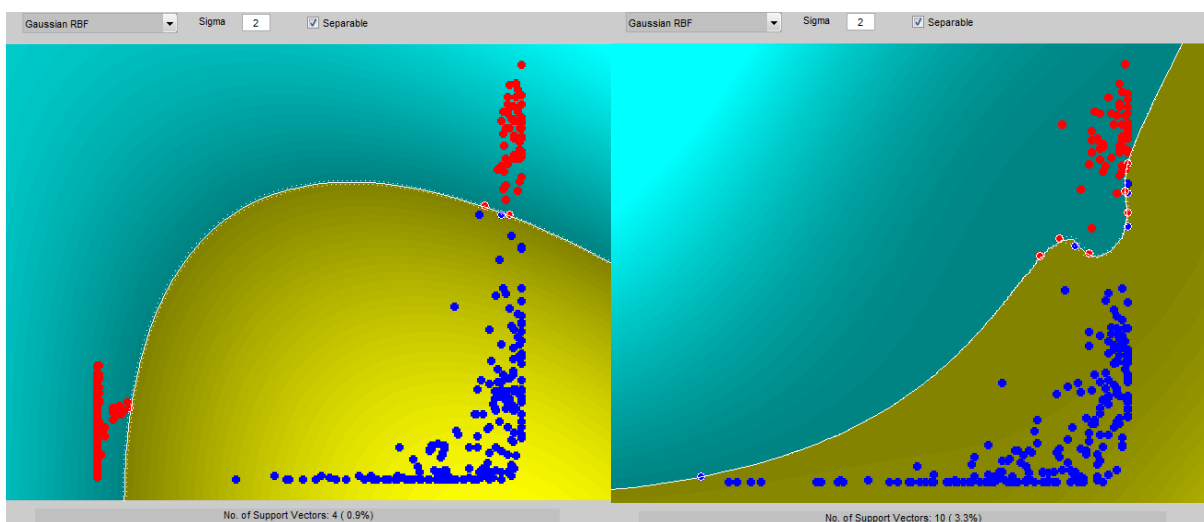 Gaussian RBF Sigma 2 Separable
Gaussian RBF Sigma 2 Separable
No. of Support Vectors: 4 ( 0.9%)
No. of Support Vectors: 10 ( 3.3%)